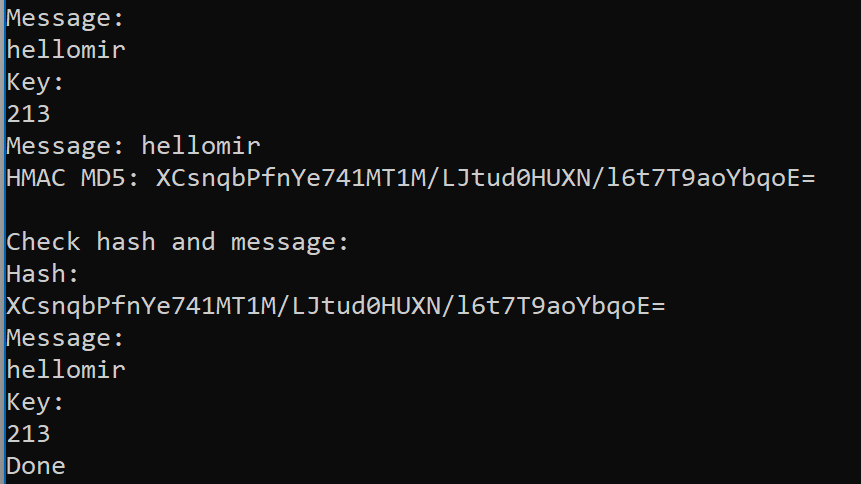 Message:
hellomir
Key:
213
Message: hellomir
HMAC MD5: XCsnqbPfnYe741MT1M/LJtud0HUXN/l6t7T9aoYbqoE=
Check hash and message:
Hash:
XCsnqbPfnYe741MT1M/LJtud0HUXN/l6t7T9aoYbqoE=
Message:
hellomir
Key:
213
Done